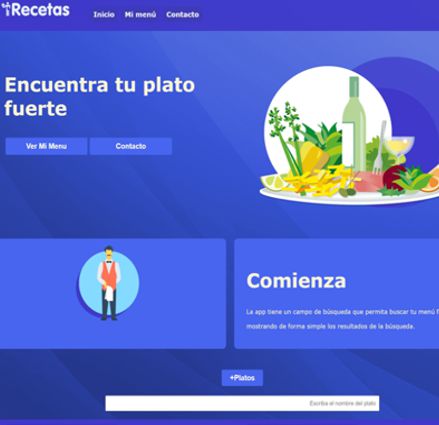 Recetas
Inicio Mi menú Contacto
Encuentra tu plato
fuerte
Ver Mi Menu Contacto
Comienza
La app tiene un campo de búsqueda que permita buscar tu menú
mostrando de forma simple los resultados de la búsqueda.
+Platos
Escriba el nombre del plato